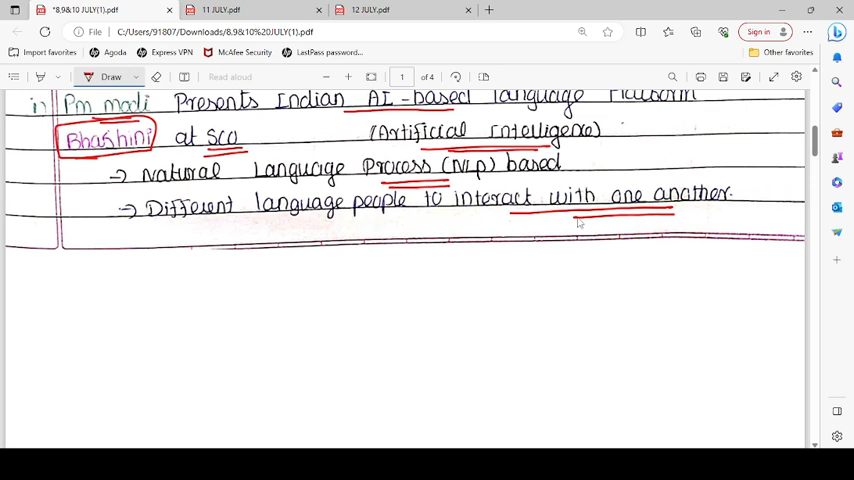 *8,9&10 JULY(1).pdf
11 JULY.pdf
12 JULY.pdf
File
C:/Users/91807/Downloads/8,9&10%20JULY(1).pdf
Sign in
Import favorites
Agoda
Express VPN
McAfee Security
LastPass password...
Other favorites
Draw
Read aloud
1 of 4
i) Pm modi Presents Indian AI-based language Platform
Bhashini at SCO (Artificial Intelligence)
→ Natural Language Process (NLP) based
→ Different language people to interact with one another.